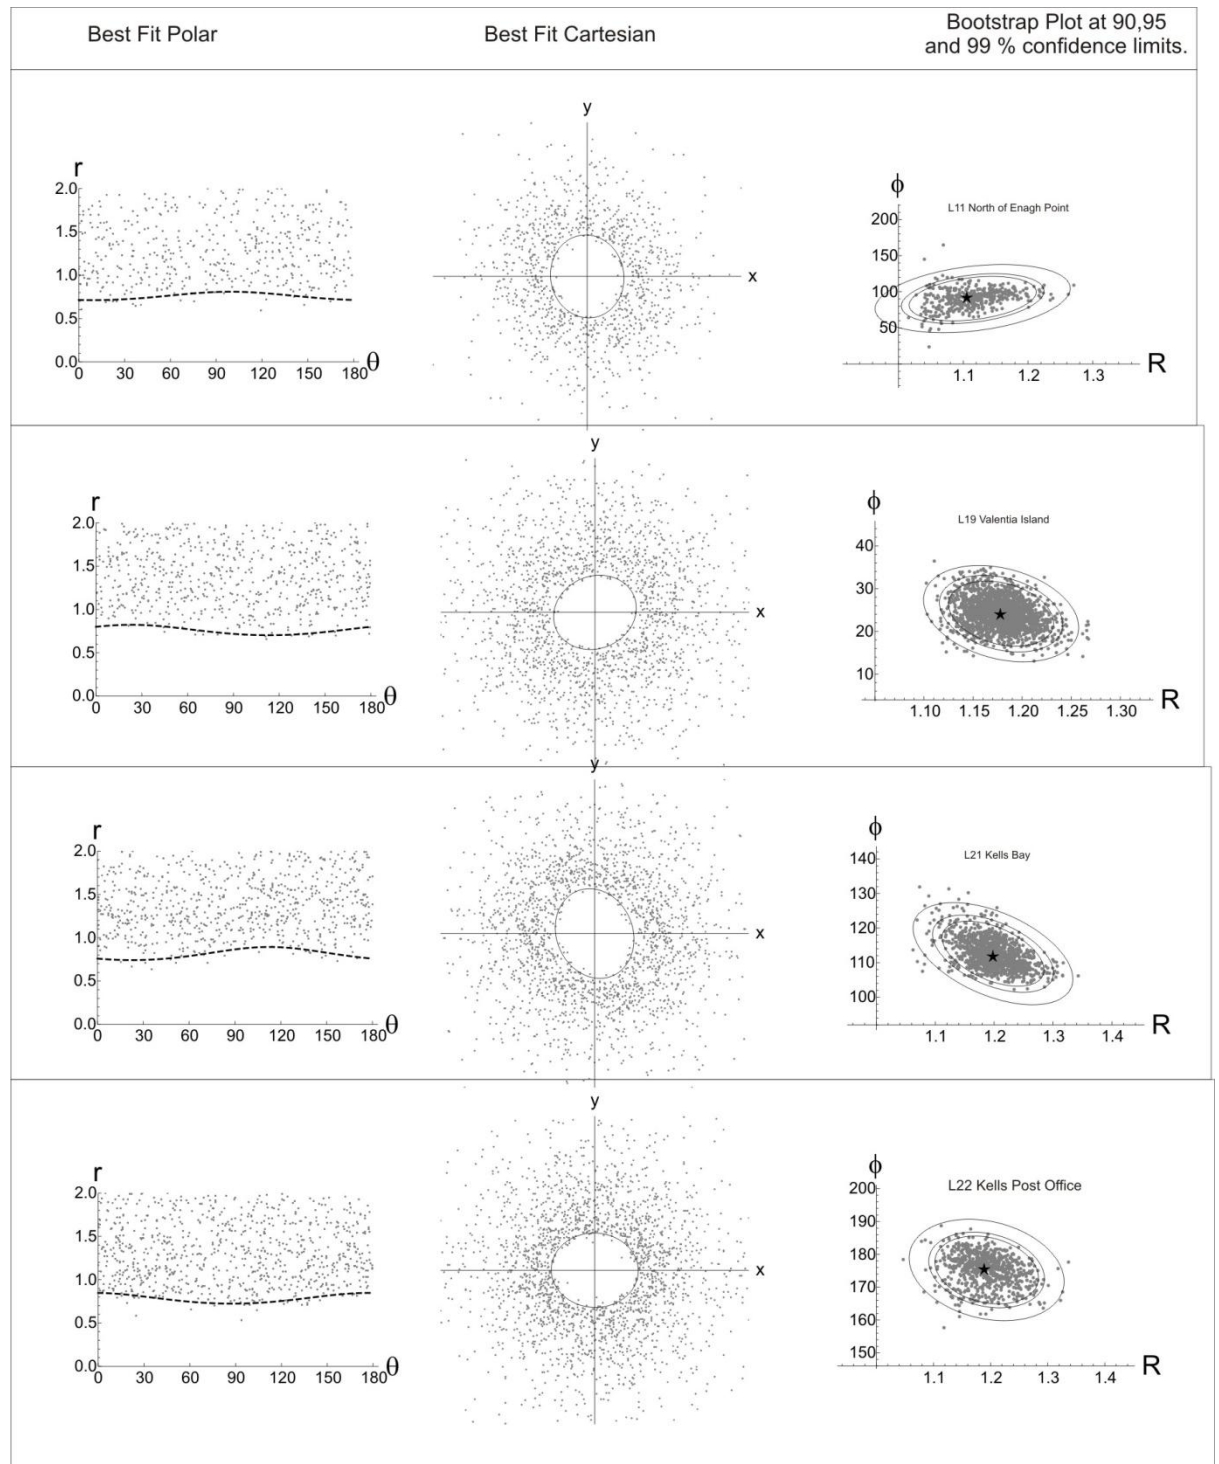 Best Fit Polar
Best Fit Cartesian
Bootstrap Plot at 90,95
and 99 % confidence limits.
r
2.0
1.5
1.0
0.5
0.0
0 30 60 90 120 150 180 θ
y
x
ϕ
L11 North of Enagh Point
200
150
100
50
1.1 1.2 1.3 R
r
2.0
1.5
1.0
0.5
0.0
0 30 60 90 120 150 180 θ
y
x
ϕ
L19 Valentia Island
40
30
20
10
1.10 1.15 1.20 1.25 1.30 R
r
2.0
1.5
1.0
0.5
0.0
0 30 60 90 120 150 180 θ
y
x
ϕ
L21 Kells Bay
140
130
120
110
100
1.1 1.2 1.3 1.4 R
r
2.0
1.5
1.0
0.5
0.0
0 30 60 90 120 150 180 θ
y
x
ϕ
L22 Kells Post Office
200
190
180
170
160
150
1.1 1.2 1.3 1.4 R